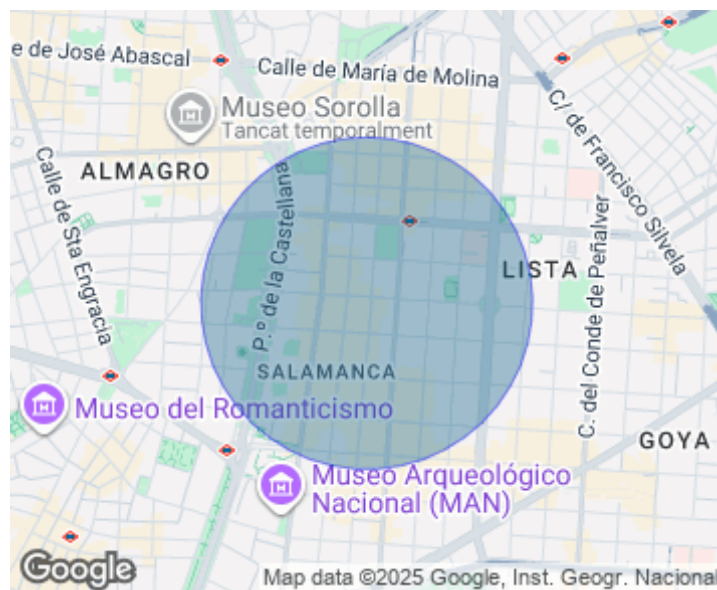 e de José Abascal
Calle de María de Molina
C/ de Francisco Silvela
Museo Sorolla
Tancat temporalment
ALMAGRO
Calle de Sta Engracia
P.º de la Castellana
C. del Conde de Peñalver
LISTA
SALAMANCA
Museo del Romanticismo
GOYA
Museo Arqueológico
Nacional (MAN)
Google
Map data ©2025 Google, Inst. Geogr. Nacional